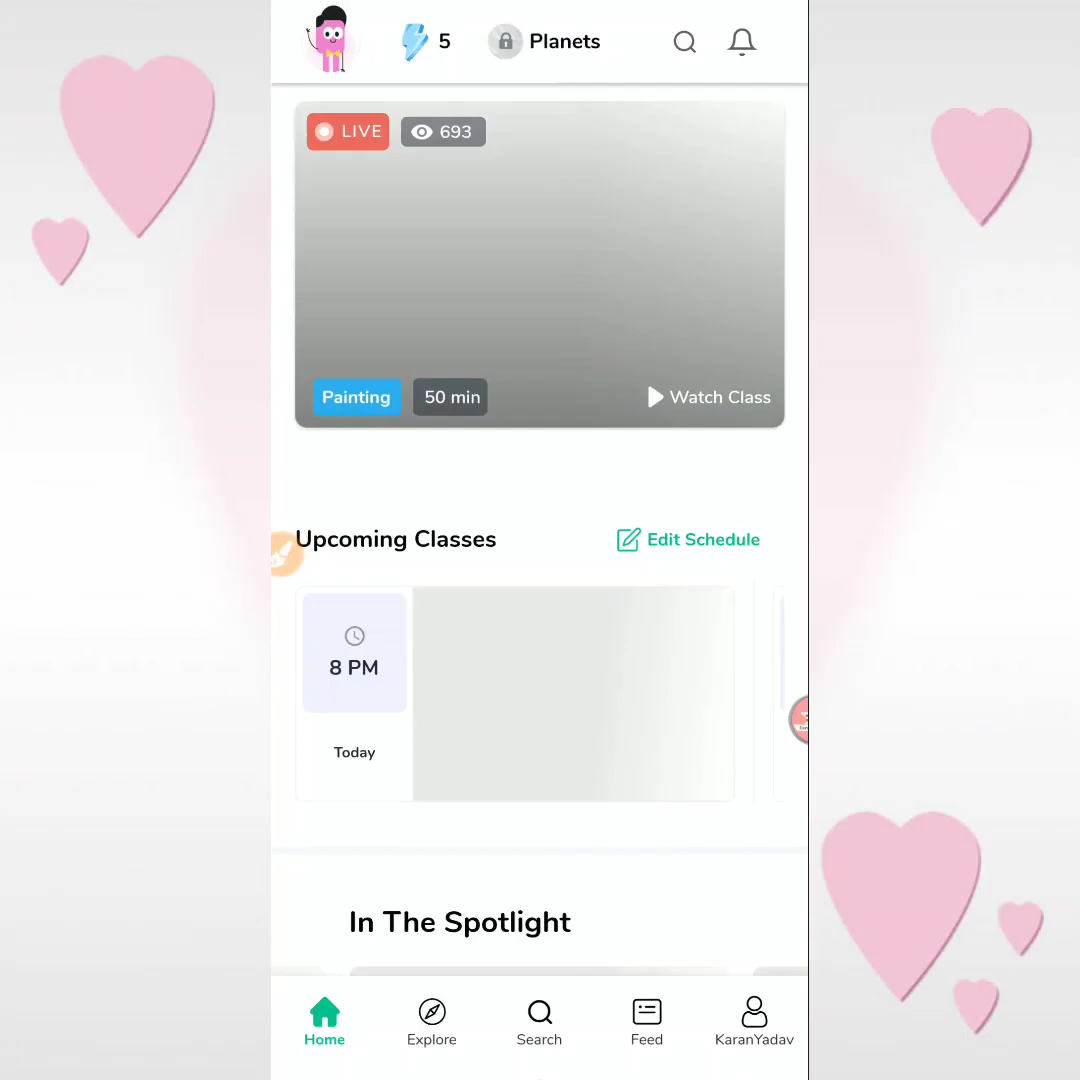 5
Planets
LIVE
693
Painting
50 min
Watch Class
Upcoming Classes
Edit Schedule
8 PM
Today
In The Spotlight
Home
Explore
Search
Feed
KaranYadav